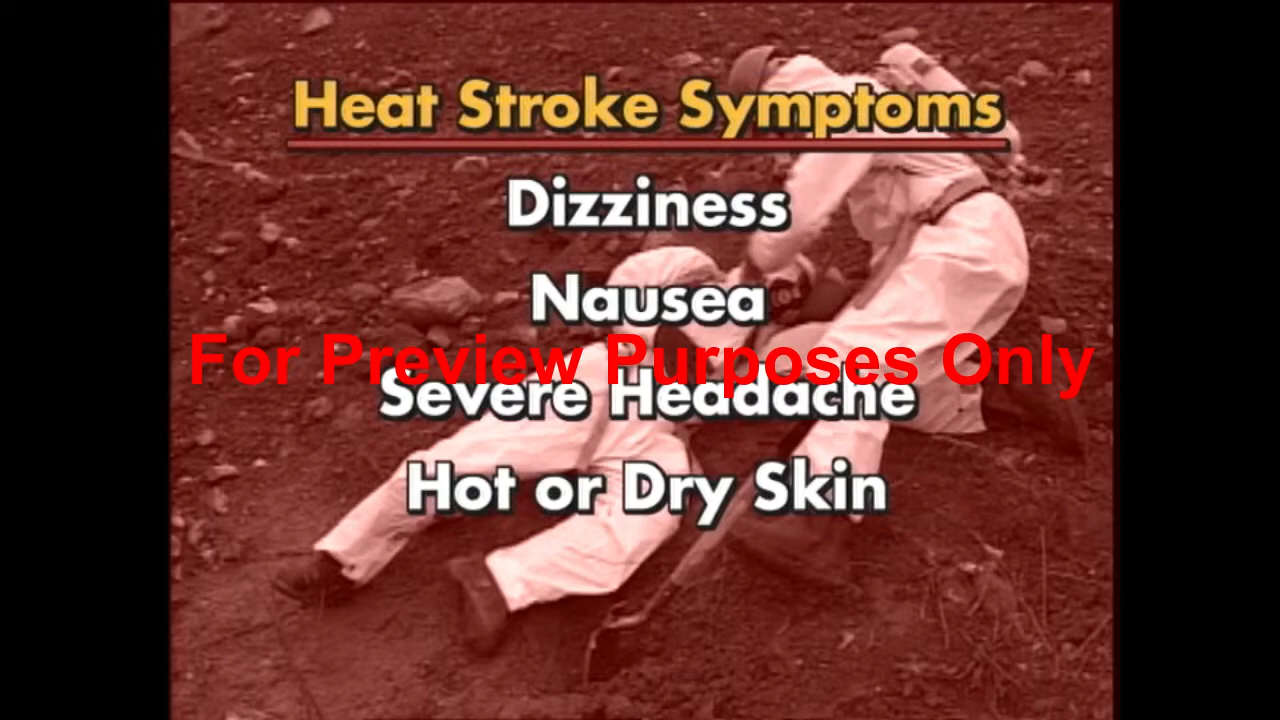 Heat Stroke Symptoms
Dizziness
Nausea
For Preview Purposes Only
Severe Headache
Hot or Dry Skin